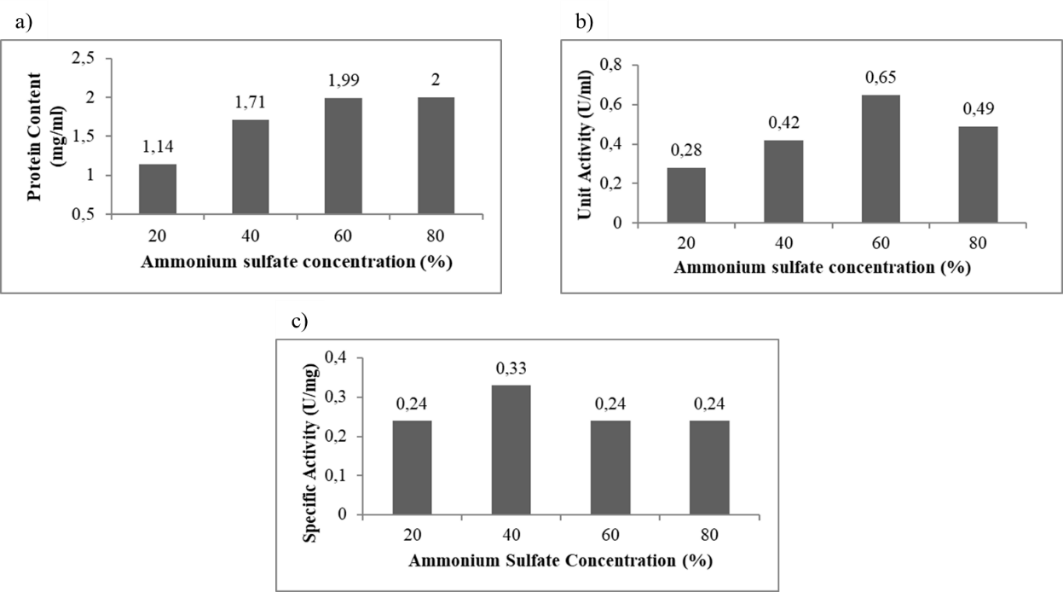 a)
Protein Content
(mg/ml)
2,5
2
1,5
1
0,5
1,14
1,71
1,99
2
20 40 60 80
Ammonium sulfate concentration (%)
b)
Unit Activity (U/ml)
0,8
0,6
0,4
0,2
0
0,28
0,42
0,65
0,49
20 40 60 80
Ammonium sulfate concentration (%)
c)
Specific Activity (U/mg)
0,4
0,3
0,2
0,1
0
0,24
0,33
0,24
0,24
20 40 60 80
Ammonium Sulfate Concentration (%)